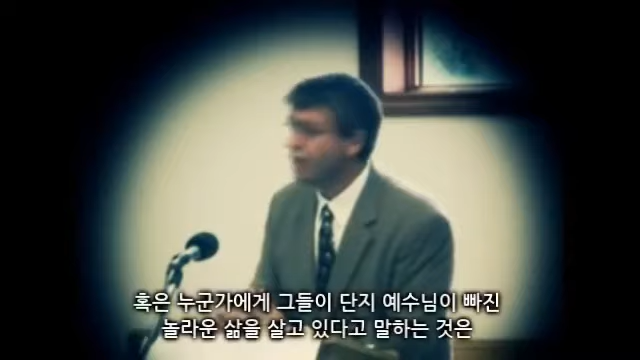 혹은 누군가에게 그들이 단지 예수님이 빠진
놀라운 삶을 살고 있다고 말하는 것은